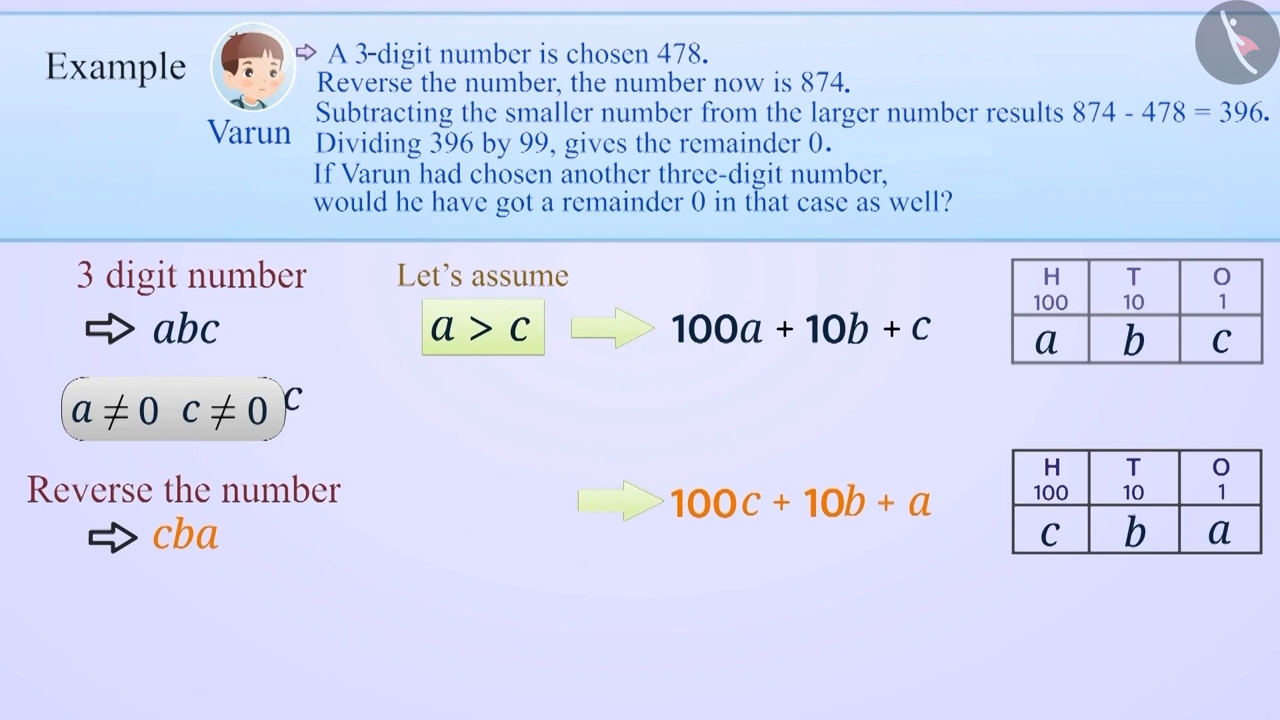 Example
Varun
⇨ A 3-digit number is chosen 478.
Reverse the number, the number now is 874.
Subtracting the smaller number from the larger number results 874 - 478 = 396.
Dividing 396 by 99, gives the remainder 0.
If Varun had chosen another three-digit number,
would he have got a remainder 0 in that case as well?
3 digit number
⇨ abc
Let's assume
a > c
100a + 10b + c
H T O
100 10 1
a b c
a ≠ 0 c ≠ 0 c
Reverse the number
⇨ cba
100c + 10b + a
H T O
100 10 1
c b a